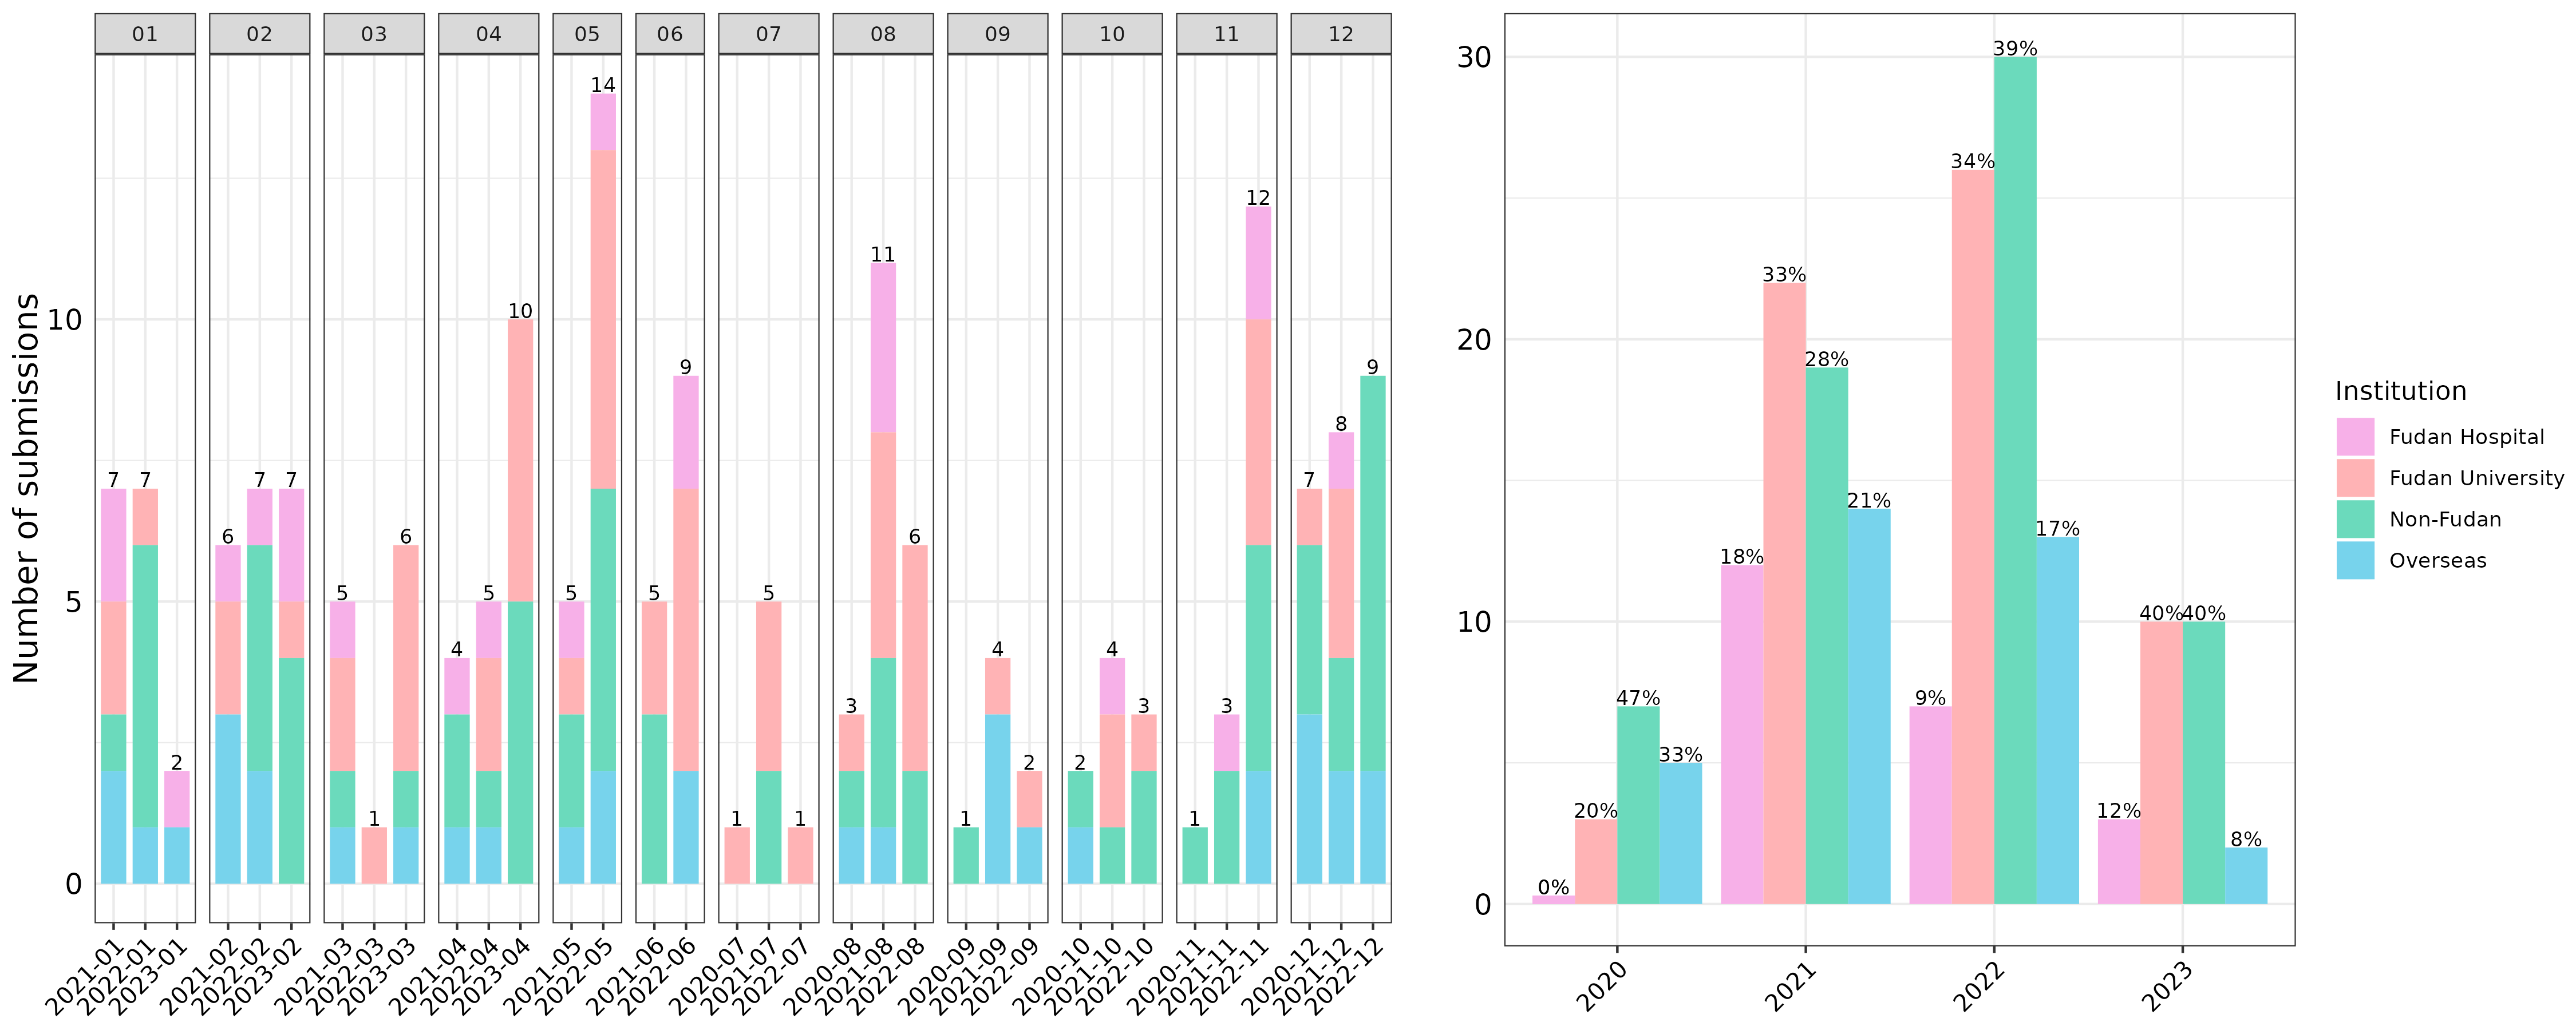 01 02 03 04 05 06 07 08 09 10 11 12
Number of submissions
10
5
0
7 7 2
6 7 7
5 1 6
4 5 10
5 14
5 9
1 5 1
3 11 6
1 4 2
2 4 3
1 3 12
7 8 9
2021-01 2022-01 2023-01
2021-02 2022-02 2023-02
2021-03 2022-03 2023-03
2021-04 2022-04 2023-04
2021-05 2022-05
2021-06 2022-06
2020-07 2021-07 2022-07
2020-08 2021-08 2022-08
2020-09 2021-09 2022-09
2020-10 2021-10 2022-10
2020-11 2021-11 2022-11
2020-12 2021-12 2022-12
30
20
10
0
0% 20% 47% 33%
18% 33% 28% 21%
9% 34% 39% 17%
12% 40% 40% 8%
2020 2021 2022 2023
Institution
Fudan Hospital
Fudan University
Non-Fudan
Overseas